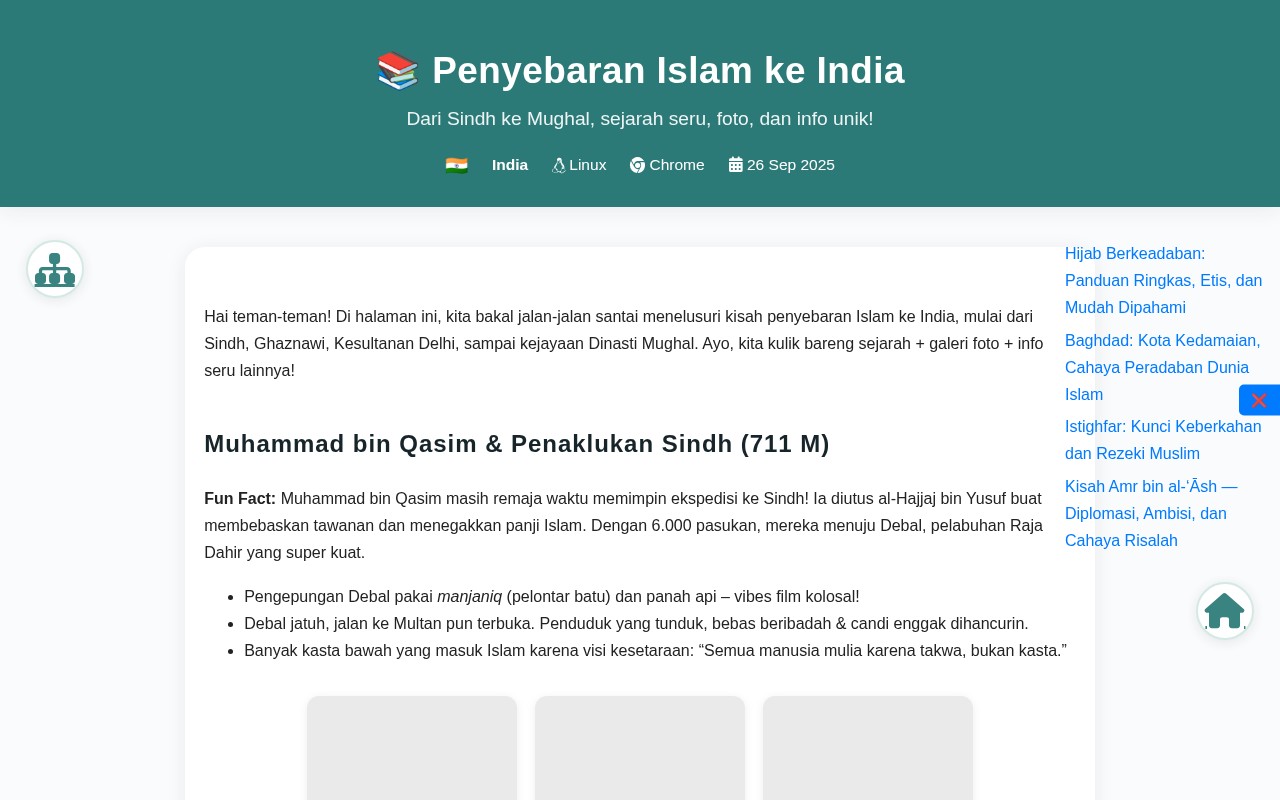 📚 Penyebaran Islam ke India
Dari Sindh ke Mughal, sejarah seru, foto, dan info unik!
🇮🇳 India Linux Chrome 26 Sep 2025
Hai teman-teman! Di halaman ini, kita bakal jalan-jalan santai menelusuri kisah penyebaran Islam ke India, mulai dari
Sindh, Ghaznawi, Kesultanan Delhi, sampai kejayaan Dinasti Mughal. Ayo, kita kulik bareng sejarah + galeri foto + info
seru lainnya!
Muhammad bin Qasim & Penaklukan Sindh (711 M)
Fun Fact: Muhammad bin Qasim masih remaja waktu memimpin ekspedisi ke Sindh! Ia diutus al-Hajjaj bin Yusuf buat
membebaskan tawanan dan menegakkan panji Islam. Dengan 6.000 pasukan, mereka menuju Debal, pelabuhan Raja
Dahir yang super kuat.
• Pengepungan Debal pakai manjaniq (pelontar batu) dan panah api – vibes film kolosal!
• Debal jatuh, jalan ke Multan pun terbuka. Penduduk yang tunduk, bebas beribadah & candi enggak dihancurin.
• Banyak kasta bawah yang masuk Islam karena visi kesetaraan: “Semua manusia mulia karena takwa, bukan kasta.”
Hijab Berkeadaban:
Panduan Ringkas, Etis, dan
Mudah Dipahami
Baghdad: Kota Kedamaian,
Cahaya Peradaban Dunia
Islam
Istighfar: Kunci Keberkahan
dan Rezeki Muslim
Kisah Amr bin al-‘Āsh —
Diplomasi, Ambisi, dan
Cahaya Risalah